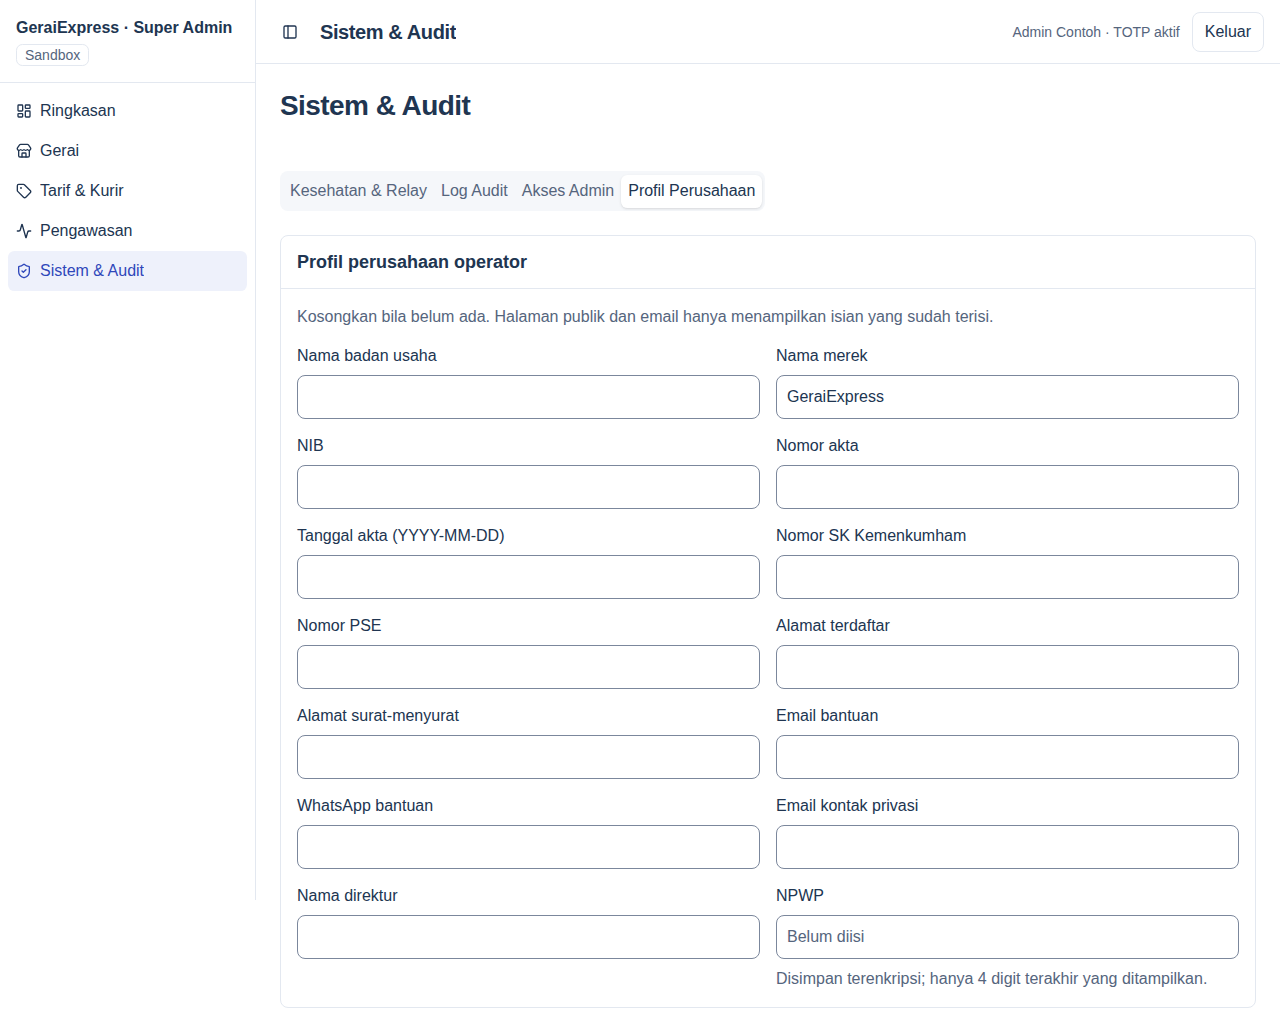 GeraiExpress · Super Admin
Sandbox
Ringkasan
Gerai
Tarif & Kurir
Pengawasan
Sistem & Audit
Sistem & Audit
Admin Contoh · TOTP aktif
Keluar
Sistem & Audit
Kesehatan & Relay
Log Audit
Akses Admin
Profil Perusahaan
Profil perusahaan operator
Kosongkan bila belum ada. Halaman publik dan email hanya menampilkan isian yang sudah terisi.
Nama badan usaha
Nama merek
GeraiExpress
NIB
Nomor akta
Tanggal akta (YYYY-MM-DD)
Nomor SK Kemenkumham
Nomor PSE
Alamat terdaftar
Alamat surat-menyurat
Email bantuan
WhatsApp bantuan
Email kontak privasi
Nama direktur
NPWP
Belum diisi
Disimpan terenkripsi; hanya 4 digit terakhir yang ditampilkan.